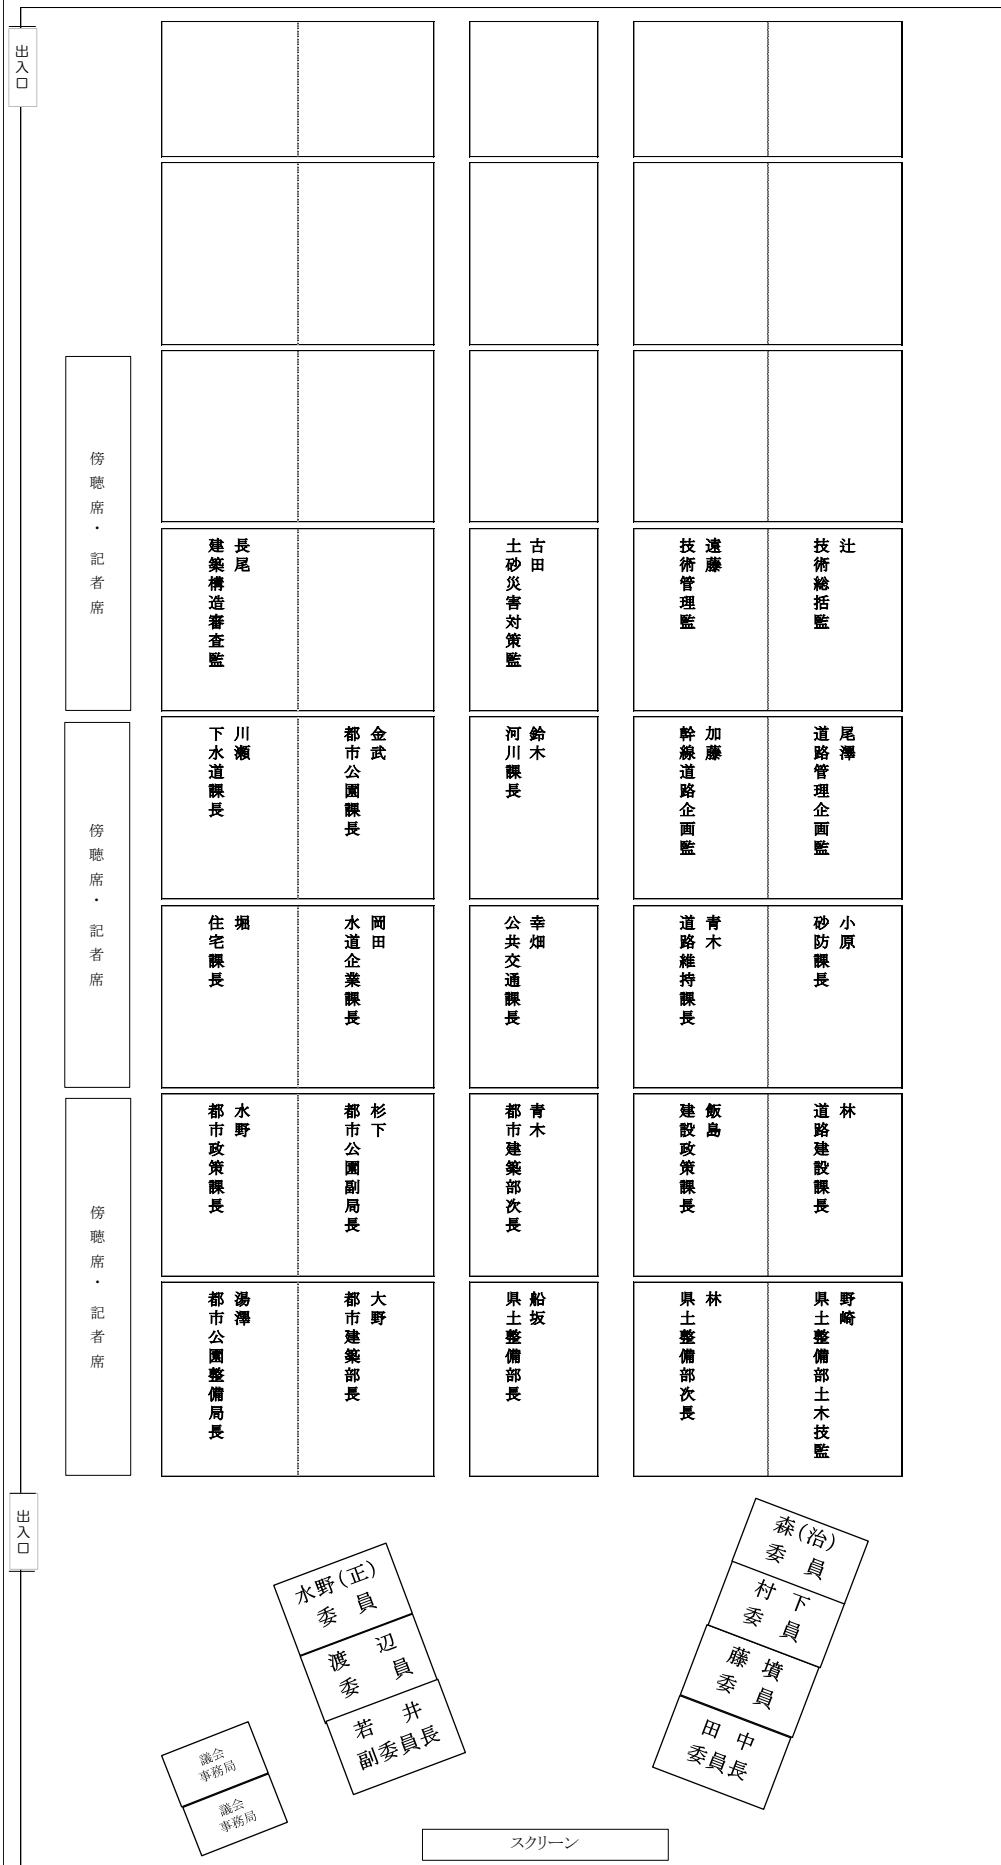 出入口
傍聴席・記者席
長尾
建築構造審査監
古田
土砂災害対策監
遠藤
技術管理監
辻
技術総括監
傍聴席・記者席
川瀬
下水道課長
金武
都市公園課長
鈴木
河川課長
加藤
幹線道路企画監
尾澤
道路管理企画監
堀
住宅課長
岡田
水道企業課長
幸畑
公共交通課長
青木
道路維持課長
小原
砂防課長
傍聴席・記者席
水野
都市政策課長
杉下
都市公園副局長
青木
都市建築部次長
飯島
建設政策課長
林
道路建設課長
湯澤
都市公園整備局長
大野
都市建築部長
船坂
県土整備部長
林
県土整備部次長
野崎
県土整備部土木技監
出入口
水野(正)
委員
渡辺
委員
若井
副委員長
森(治)
委員
村下
委員
藤墳
委員
田中
委員長
議会
事務局
議会
事務局
スクリーン